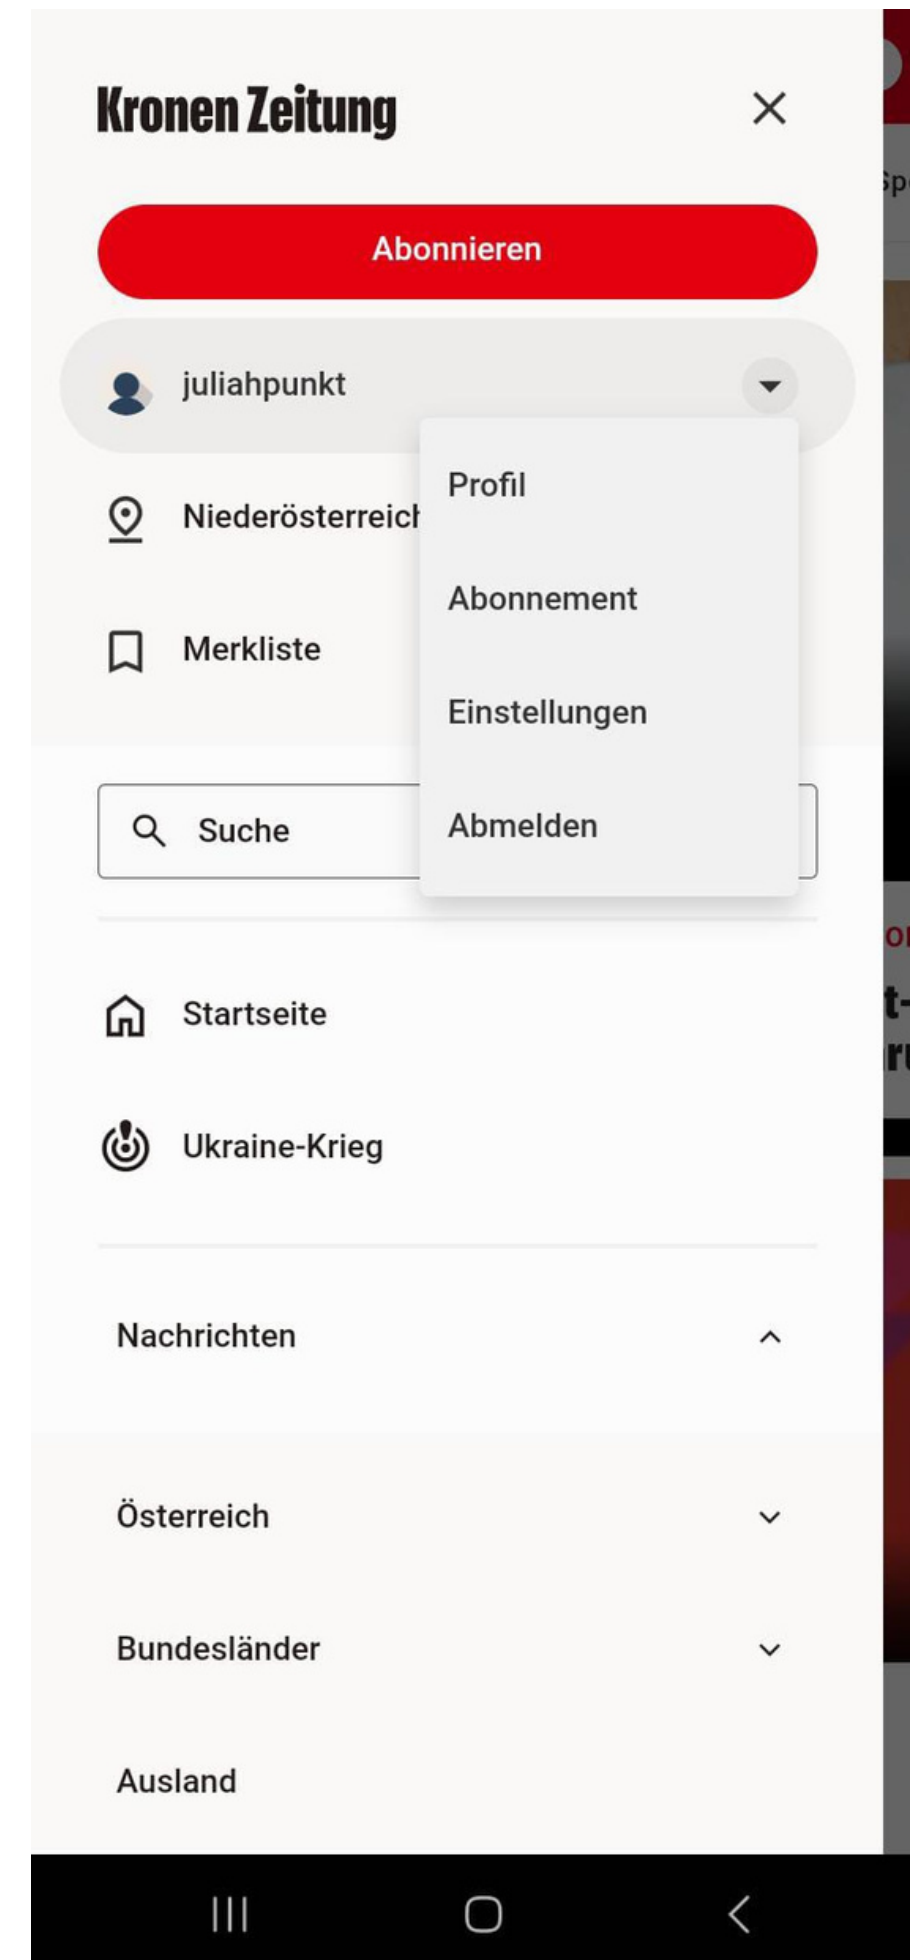 Kronen Zeitung
Abonnieren
juliahpunkt
Profil
Niederösterreich
Abonnement
Merkliste
Einstellungen
Suche
Abmelden
Startseite
Ukraine-Krieg
Nachrichten
Österreich
Bundesländer
Ausland